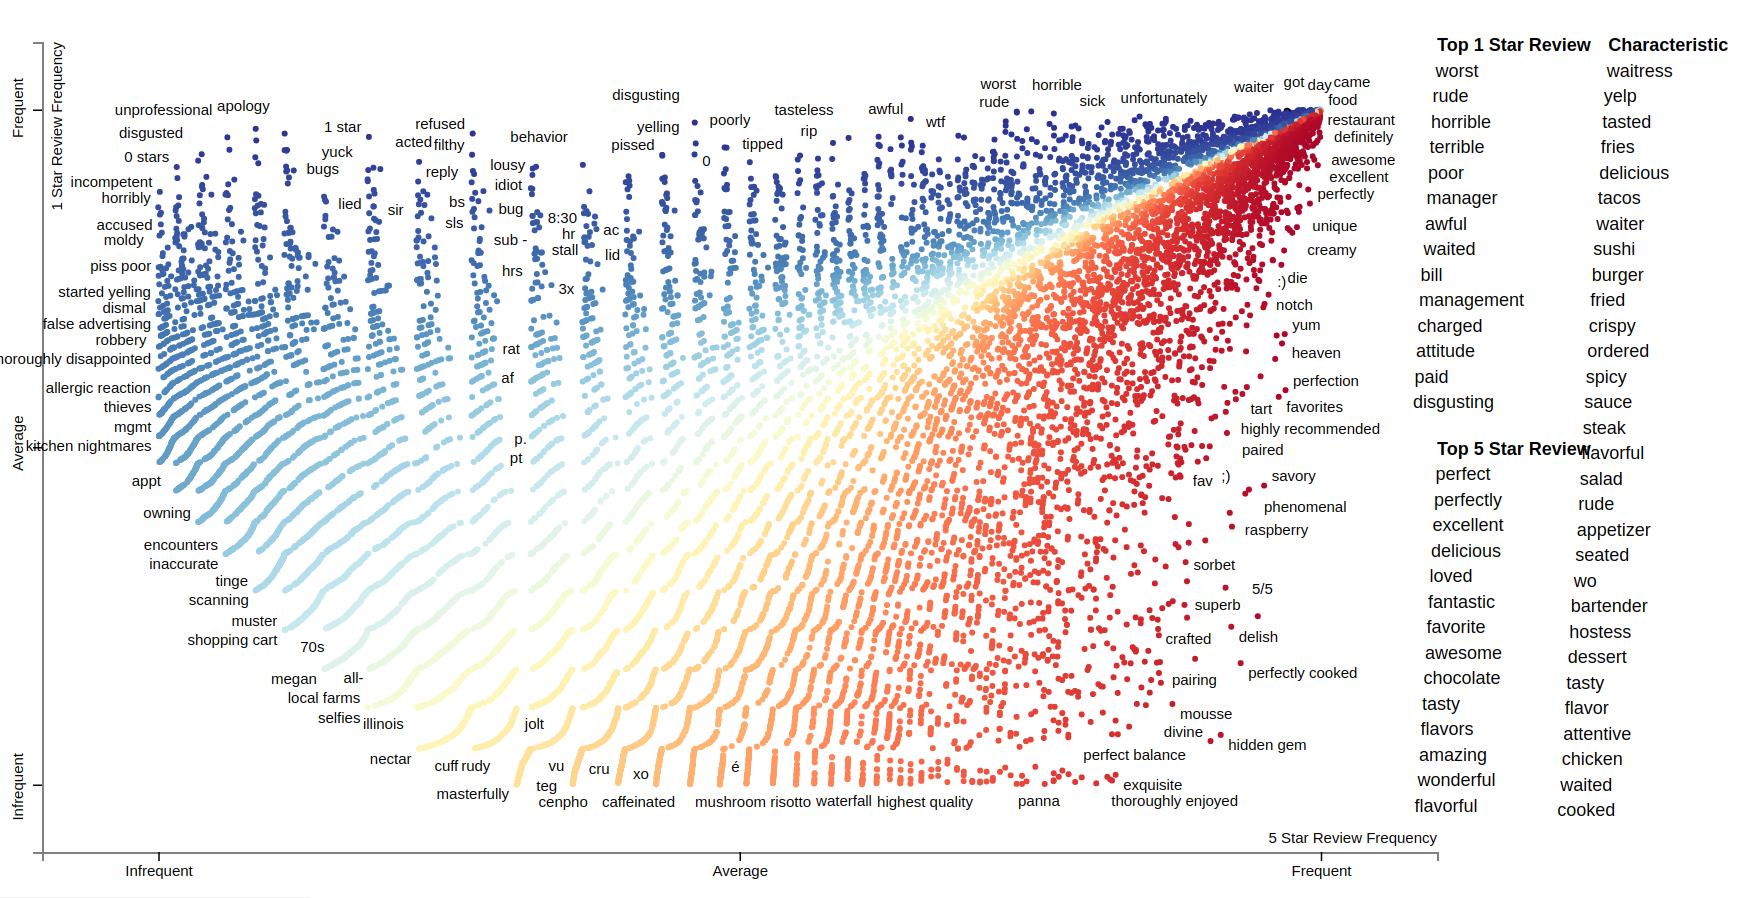 Frequent
1 Star Review Frequency
Average
Infrequent
unprofessional
apology
disgusted
0 stars
incompetent
horribly
accused
moldy
piss poor
started yelling
dismal
false advertising
robbery
horoughly disappointed
allergic reaction
thieves
mgmt
kitchen nightmares
appt
owning
encounters
inaccurate
tinge
scanning
muster
shopping cart
70s
megan
all-
local farms
selfies
illinois
nectar
cuff
rudy
masterfully
jolt
vu
teg
cenpho
cru
xo
caffeinated
é
mushroom risotto
waterfall
highest quality
panna
1 star
yuck
bugs
lied
sir
refused
acted
filthy
reply
bs
sls
lousy
idiot
bug
sub -
hrs
rat
af
p.
pt
behavior
8:30
hr
stall
3x
ac
lid
disgusting
yelling
pissed
poorly
0
tipped
tasteless
rip
awful
wtf
worst
rude
horrible
sick
unfortunately
waiter
got
day
came
food
restaurant
definitely
awesome
excellent
perfectly
unique
creamy
:)
die
notch
yum
heaven
perfection
tart
favorites
highly recommended
paired
fav
;)
savory
phenomenal
raspberry
sorbet
5/5
superb
crafted
delish
perfectly cooked
pairing
mousse
divine
hidden gem
perfect balance
exquisite
thoroughly enjoyed
5 Star Review Frequency
Infrequent
Average
Frequent
Top 1 Star Review
worst
rude
horrible
terrible
poor
manager
awful
waited
bill
management
charged
attitude
paid
disgusting
Top 5 Star Review
perfect
perfectly
excellent
delicious
loved
fantastic
favorite
awesome
chocolate
tasty
flavors
amazing
wonderful
flavorful
Characteristic
waitress
yelp
tasted
fries
delicious
tacos
waiter
sushi
burger
fried
crispy
ordered
spicy
sauce
steak
flavorful
salad
rude
appetizer
seated
wo
bartender
hostess
dessert
tasty
flavor
attentive
chicken
waited
cooked